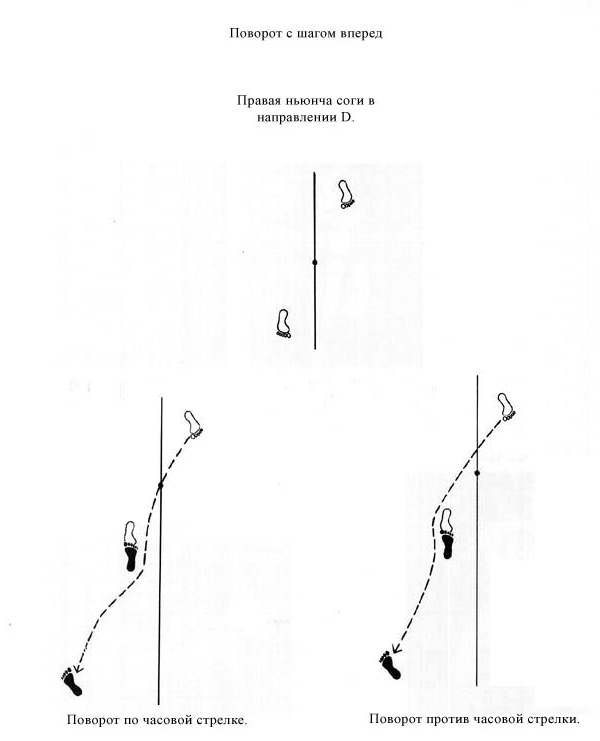 Поворот с шагом вперед
Правая ньюнча соги в
направлении D.
Поворот по часовой стрелке.
Поворот против часовой стрелки.